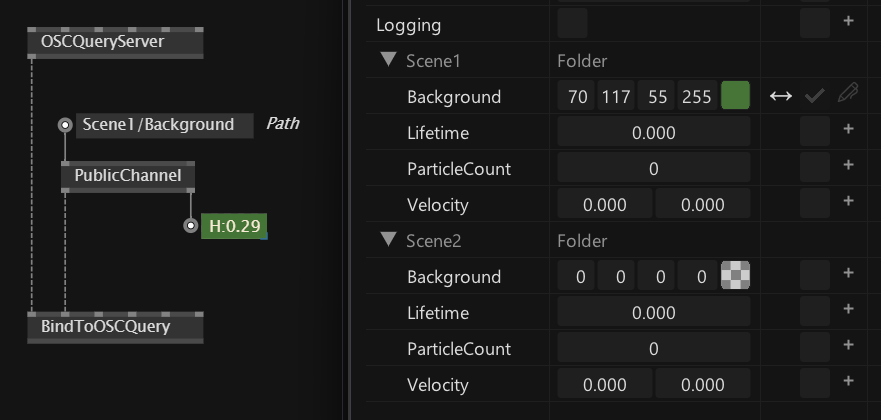 OSCQueryServer
Scene1/Background Path
PublicChannel
H:0.29
BindToOSCQuery
Logging +
Scene1 Folder
Background 70 117 55 255
Lifetime 0.000 +
ParticleCount 0 +
Velocity 0.000 0.000 +
Scene2 Folder
Background 0 0 0 0 +
Lifetime 0.000 +
ParticleCount 0 +
Velocity 0.000 0.000 +